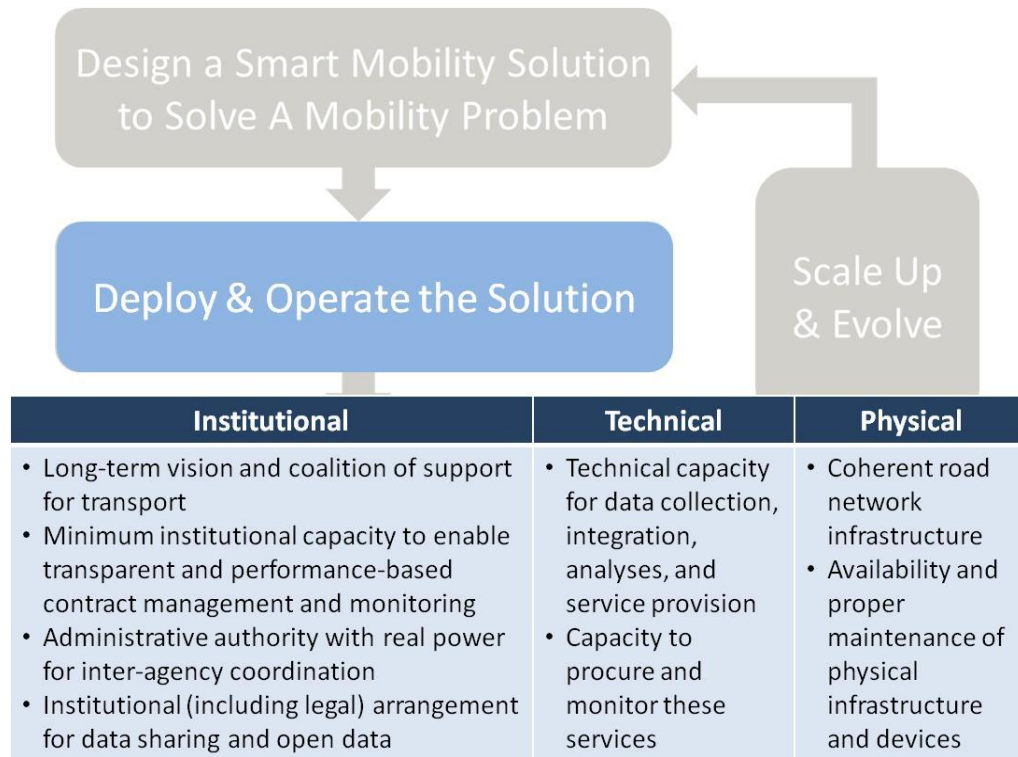 Design a Smart Mobility Solution
to Solve A Mobility Problem
Deploy & Operate the Solution
Scale Up
& Evolve
Institutional
• Long-term vision and coalition of support
for transport
• Minimum institutional capacity to enable
transparent and performance-based
contract management and monitoring
• Administrative authority with real power
for inter-agency coordination
• Institutional (including legal) arrangement
for data sharing and open data
Technical
• Technical capacity
for data collection,
integration,
analyses, and
service provision
• Capacity to
procure and
monitor these
services
Physical
• Coherent road
network
infrastructure
• Availability and
proper
maintenance of
physical
infrastructure
and devices